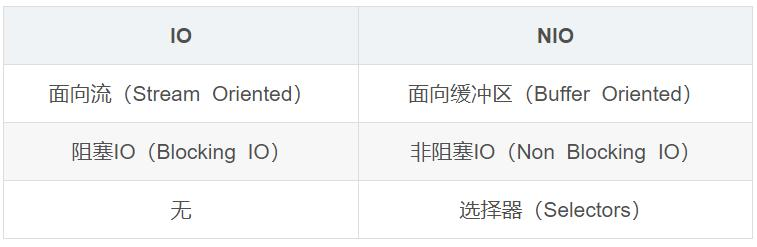 IO NIO
面向流（Stream Oriented） 面向缓冲区（Buffer Oriented）
阻塞IO（Blocking IO） 非阻塞IO（Non Blocking IO）
无 选择器（Selectors）